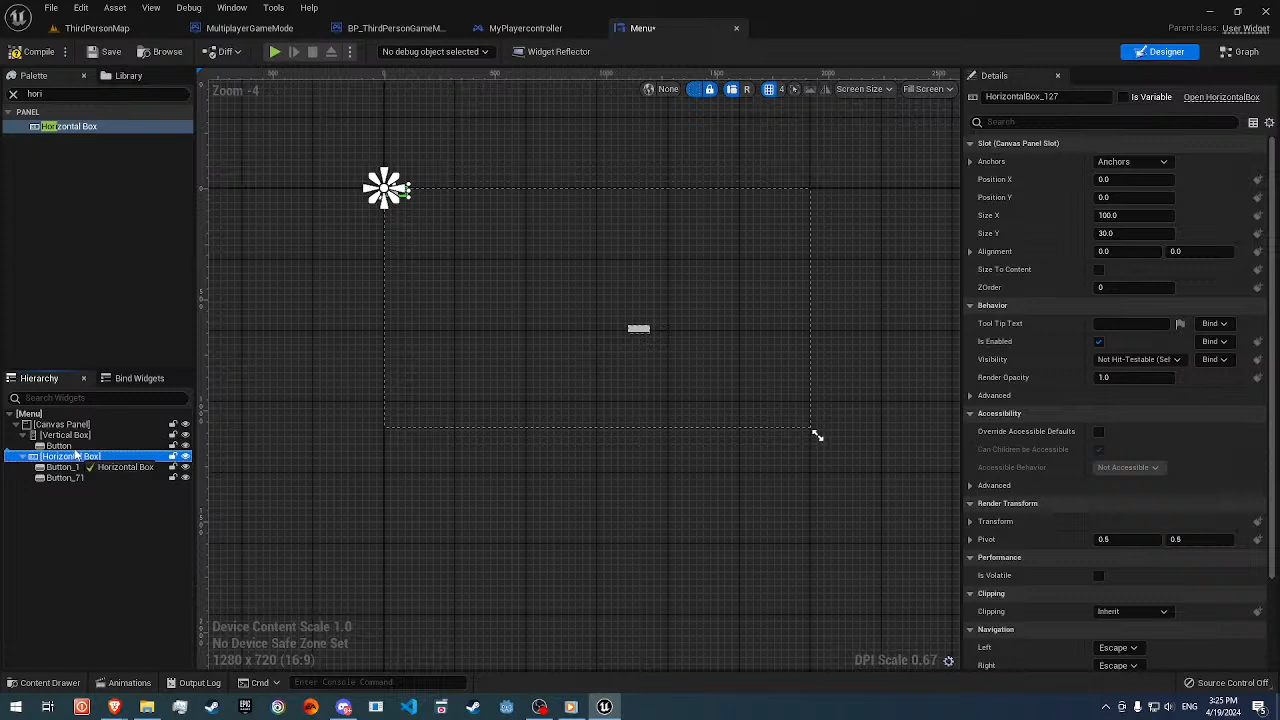 File Edit Asset View Debug Window Tools Help
ThirdPersonMap MultiplayerGameMode BP_ThirdPersonGameM... MyPlayercontroller Menu* Parent class: User Widget
Compile Save Browse Diff No debug object selected Widget Reflector Designer Graph
Palette Library
hori
PANEL
Horizontal Box
Zoom -4 None R 4 Screen Size Fill Screen
500 0 500 1000 1500 2000 2500
Hierarchy Bind Widgets
Search Widgets
[Menu]
[Canvas Panel]
[Vertical Box]
Button
[Horizontal Box]
Button_1 Horizontal Box
Button_71
Device Content Scale 1.0
No Device Safe Zone Set
1280 x 720 (16:9) DPI Scale 0.67
Details
HorizontalBox_127 Is Variable Open HorizontalBox
Search
Slot (Canvas Panel Slot)
Anchors Anchors
Position X 0.0
Position Y 0.0
Size X 100.0
Size Y 30.0
Alignment 0.0 0.0
Size To Content
ZOrder 0
Behavior
Tool Tip Text Bind
Is Enabled Bind
Visibility Not Hit-Testable (Sel Bind
Render Opacity 1.0
Advanced
Accessibility
Override Accessible Defaults
Can Children be Accessible
Accessible Behavior Not Accessible
Advanced
Render Transform
Transform
Pivot 0.5 0.5
Performance
Is Volatile
Clipping
Clipping Inherit
Navigation
Left Escape
Right Escape
Content Drawer Animations Output Log Cmd Enter Console Command Source Control Off
3:25 PM
4/19/2024